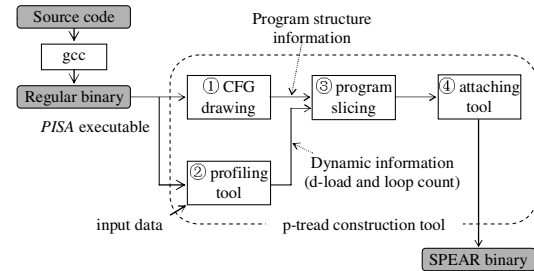 Source code
gcc
Regular binary
PISA executable
Program structure
information
① CFG
drawing
③ program
slicing
④ attaching
tool
② profiling
tool
Dynamic information
(d-load and loop count)
input data
p-tread construction tool
SPEAR binary